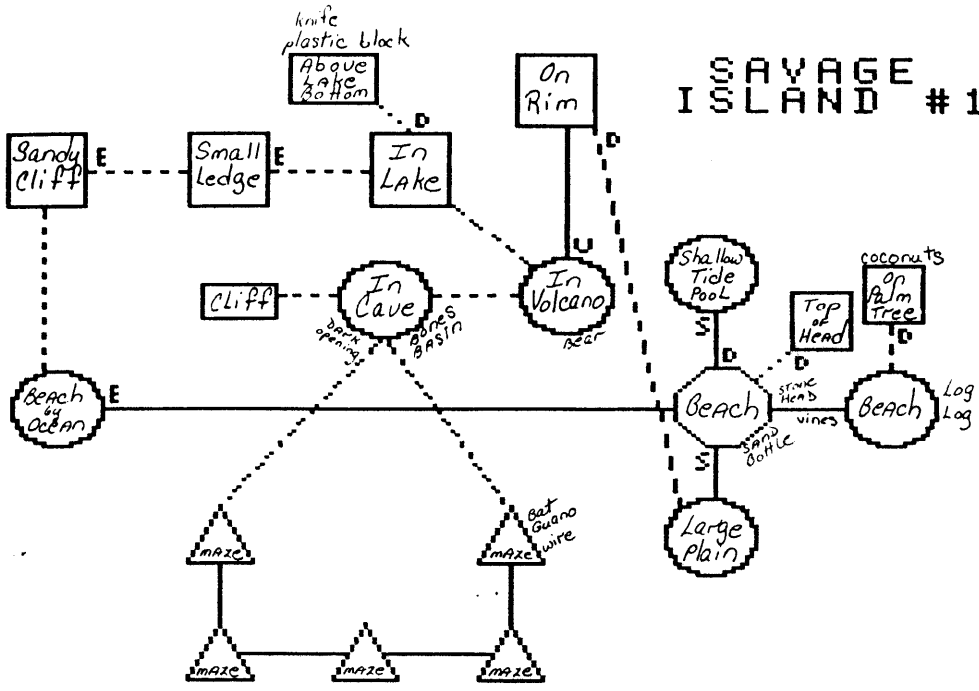 SAVAGE
ISLAND #1
knife
plastic block
Above
Lake
Bottom
D
On
Rim
D
Sandy
Cliff
E
Small
Ledge
E
In
Lake
U
Shallow
Tide
Pool
S
D
coconuts
On
Palm
Tree
D
Top
of
Head
D
Cliff
In
Cave
Dark
opening
Bones
Basin
In
Volcano
Bear
Beach
by
Ocean
E
Beach
Stone
Head
vines
Sand
Bottle
S
Beach
Log
Log
Large
Plain
maze
Bat
Guano
wire
maze
maze
maze
maze